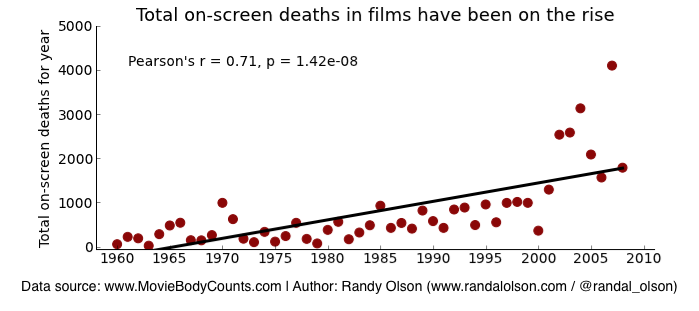 Total on-screen deaths in films have been on the rise
5000
Pearson's r = 0.71, p = 1.42e-08
4000
3000
2000
1000
0
Total on-screen deaths for year
1960 1965 1970 1975 1980 1985 1990 1995 2000 2005 2010
Data source: www.MovieBodyCounts.com | Author: Randy Olson (www.randalolson.com / @randal_olson)